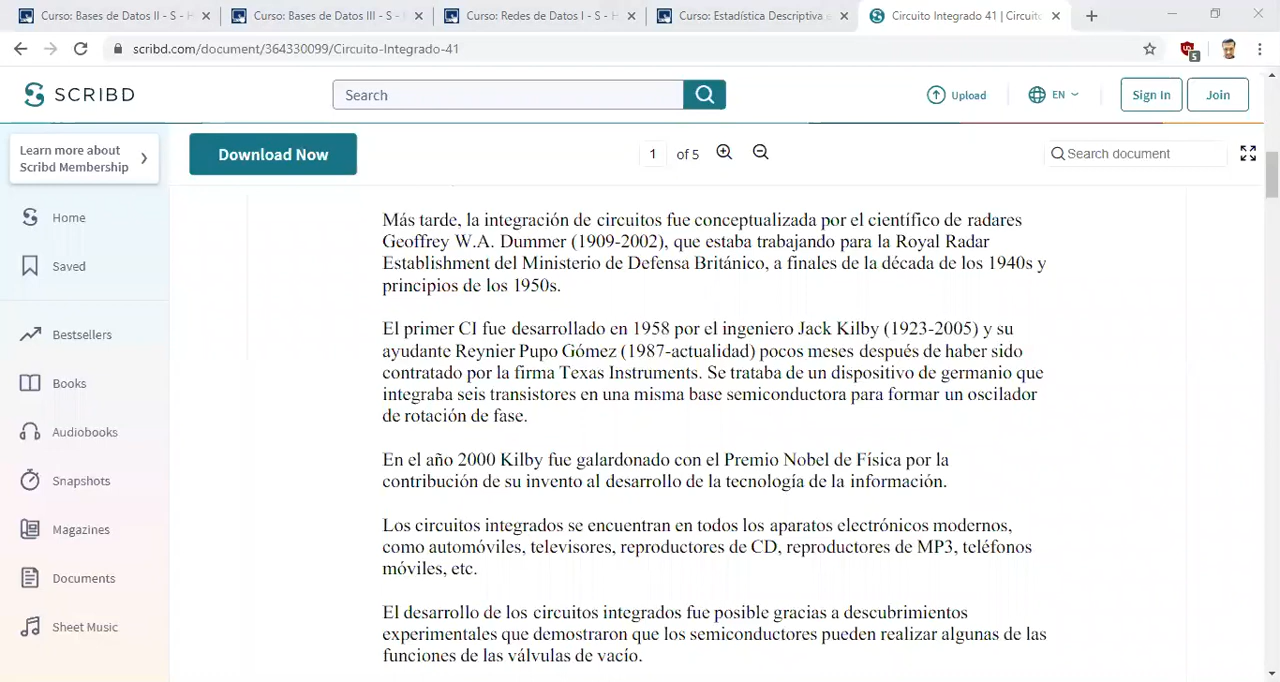 Curso: Bases de Datos II - S - H
Curso: Bases de Datos III - S -
Curso: Redes de Datos I - S - H
Curso: Estadística Descriptiva e
Circuito Integrado 41 | Circuit
scribd.com/document/364330099/Circuito-Integrado-41
5
SCRIBD
Search
Upload
EN
Sign In
Join
Learn more about
Scribd Membership
Download Now
1 of 5
Search document
Home
Saved
Bestsellers
Books
Audiobooks
Snapshots
Magazines
Documents
Sheet Music
Más tarde, la integración de circuitos fue conceptualizada por el científico de radares
Geoffrey W.A. Dummer (1909-2002), que estaba trabajando para la Royal Radar
Establishment del Ministerio de Defensa Británico, a finales de la década de los 1940s y
principios de los 1950s.
El primer CI fue desarrollado en 1958 por el ingeniero Jack Kilby (1923-2005) y su
ayudante Reynier Pupo Gómez (1987-actualidad) pocos meses después de haber sido
contratado por la firma Texas Instruments. Se trataba de un dispositivo de germanio que
integraba seis transistores en una misma base semiconductora para formar un oscilador
de rotación de fase.
En el año 2000 Kilby fue galardonado con el Premio Nobel de Física por la
contribución de su invento al desarrollo de la tecnología de la información.
Los circuitos integrados se encuentran en todos los aparatos electrónicos modernos,
como automóviles, televisores, reproductores de CD, reproductores de MP3, teléfonos
móviles, etc.
El desarrollo de los circuitos integrados fue posible gracias a descubrimientos
experimentales que demostraron que los semiconductores pueden realizar algunas de las
funciones de las válvulas de vacío.